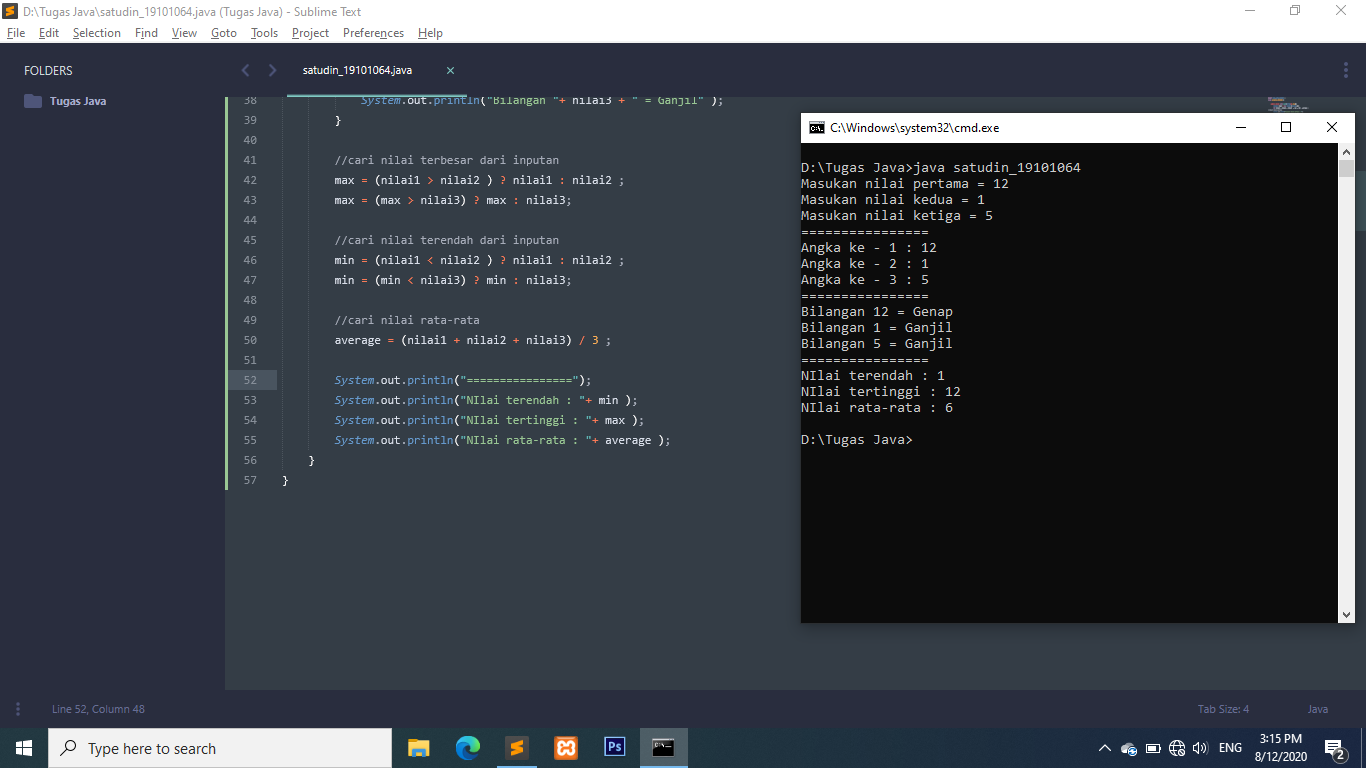 D:\Tugas Java\satudin_19101064.java (Tugas Java) - Sublime Text
File Edit Selection Find View Goto Tools Project Preferences Help
FOLDERS
Tugas Java
satudin_19101064.java ×
38 System.out.println("Bilangan "+ nilai3 + " = Ganjil" );
39 }
40
41 //cari nilai terbesar dari inputan
42 max = (nilai1 > nilai2 ) ? nilai1 : nilai2 ;
43 max = (max > nilai3) ? max : nilai3;
44
45 //cari nilai terendah dari inputan
46 min = (nilai1 < nilai2 ) ? nilai1 : nilai2 ;
47 min = (min < nilai3) ? min : nilai3;
48
49 //cari nilai rata-rata
50 average = (nilai1 + nilai2 + nilai3) / 3 ;
51
52 System.out.println("================");
53 System.out.println("NIlai terendah : "+ min );
54 System.out.println("NIlai tertinggi : "+ max );
55 System.out.println("NIlai rata-rata : "+ average );
56 }
57 }
C:\Windows\system32\cmd.exe
D:\Tugas Java>java satudin_19101064
Masukan nilai pertama = 12
Masukan nilai kedua = 1
Masukan nilai ketiga = 5
================
Angka ke - 1 : 12
Angka ke - 2 : 1
Angka ke - 3 : 5
================
Bilangan 12 = Genap
Bilangan 1 = Ganjil
Bilangan 5 = Ganjil
================
NIlai terendah : 1
NIlai tertinggi : 12
NIlai rata-rata : 6
D:\Tugas Java>
Line 52, Column 48
Tab Size: 4
Java
Type here to search
Ps
ENG
3:15 PM
8/12/2020
2